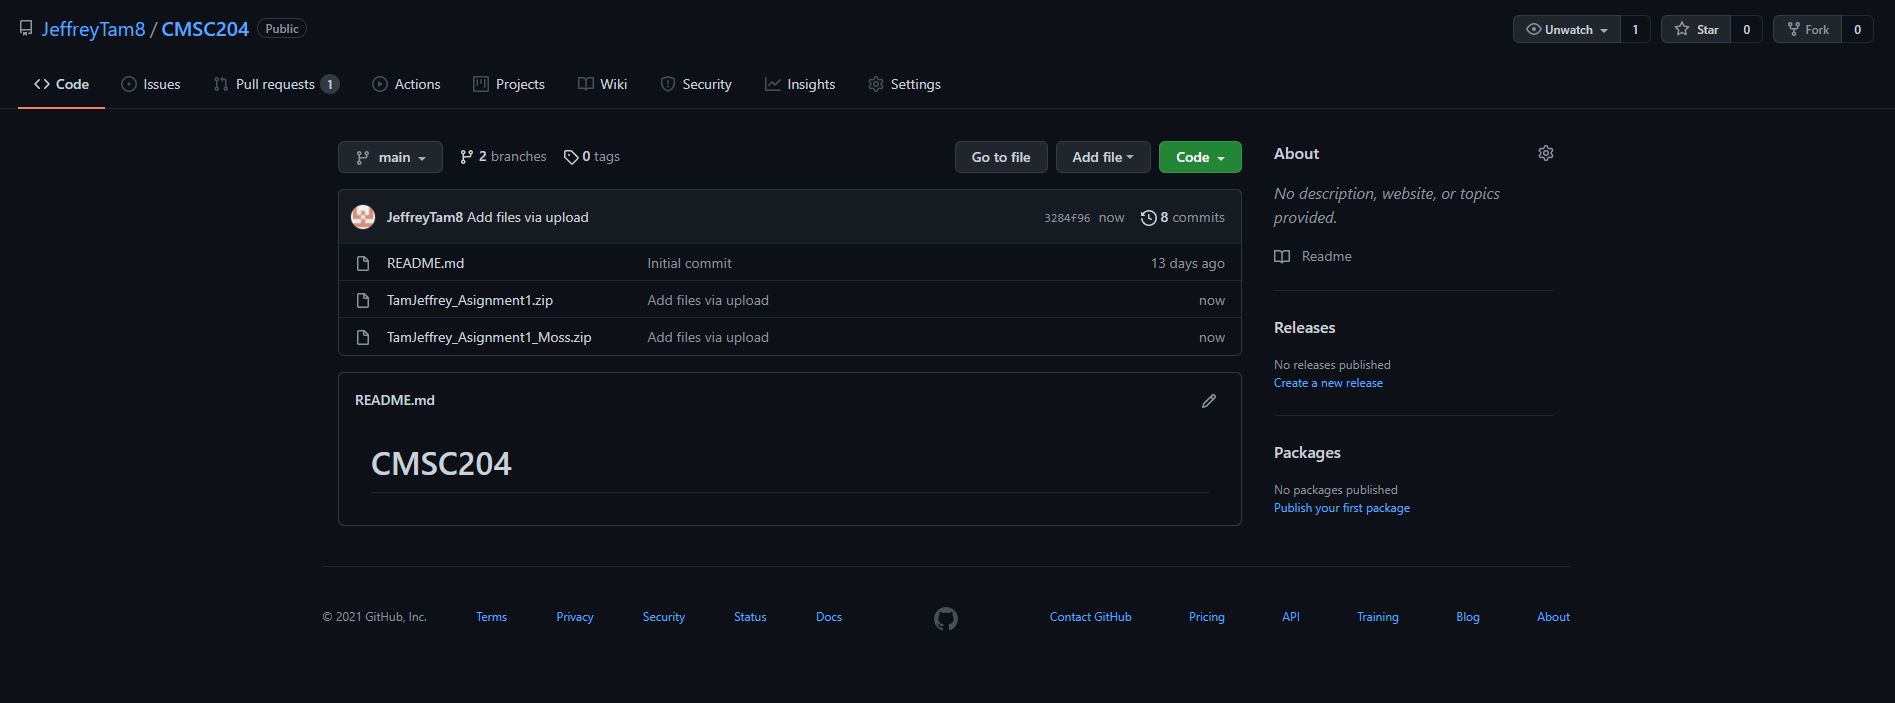 JeffreyTam8 / CMSC204 Public
Unwatch 1 Star 0 Fork 0
Code Issues Pull requests 1 Actions Projects Wiki Security Insights Settings
main 2 branches 0 tags Go to file Add file Code
JeffreyTam8 Add files via upload 3284f96 now 8 commits
README.md Initial commit 13 days ago
TamJeffrey_Asignment1.zip Add files via upload now
TamJeffrey_Asignment1_Moss.zip Add files via upload now
README.md
CMSC204
About
No description, website, or topics
provided.
Readme
Releases
No releases published
Create a new release
Packages
No packages published
Publish your first package
© 2021 GitHub, Inc. Terms Privacy Security Status Docs Contact GitHub Pricing API Training Blog About